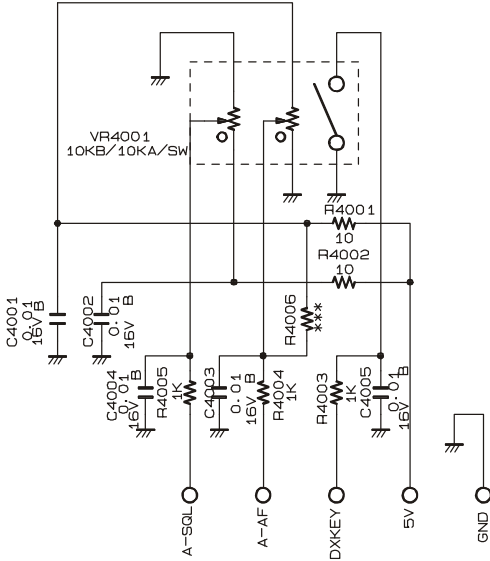 VR4001
10KB/10KA/SW
R4001
10
R4002
10
C4001
0.01
16V B
C4002
0.01
16V B
R4006
***
C4004
0.01
16V B
R4005
1K
C4003
0.01
16V B
R4004
1K
R4003
1K
C4005
0.01
16V B
A-SQL
A-AF
DXKEY
5V
GND